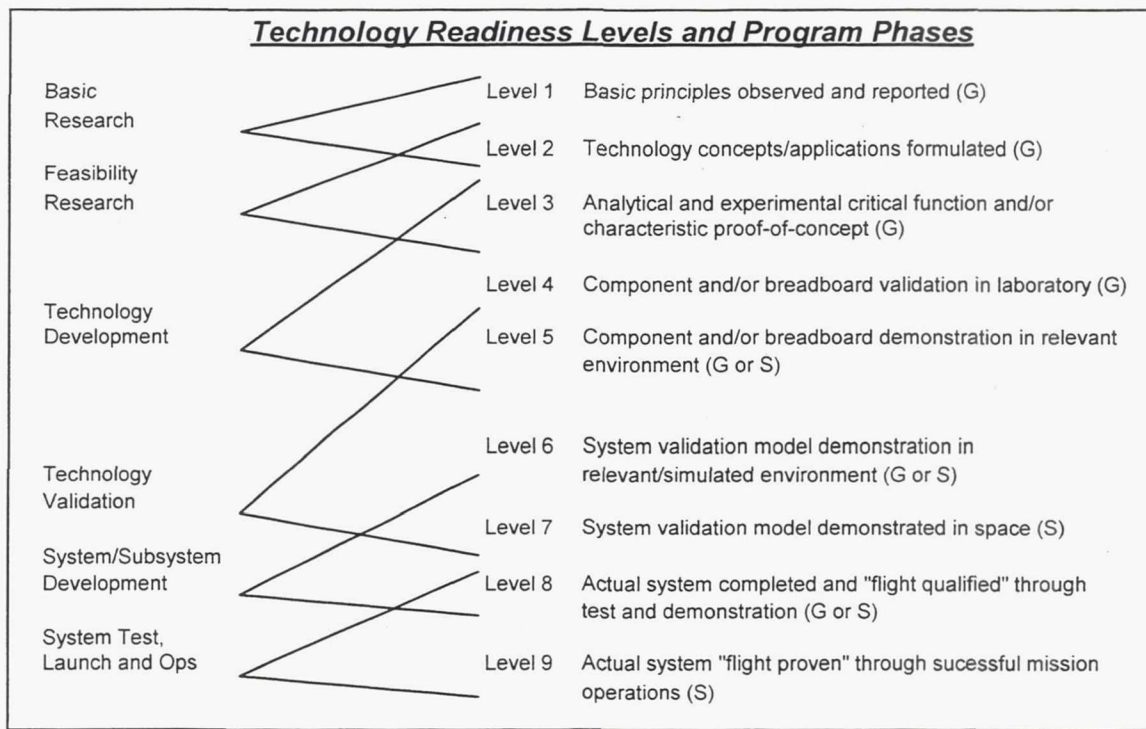 Technology Readiness Levels and Program Phases
Basic
Research
Feasibility
Research
Technology
Development
Technology
Validation
System/Subsystem
Development
System Test,
Launch and Ops
Level 1 Basic principles observed and reported (G)
Level 2 Technology concepts/applications formulated (G)
Level 3 Analytical and experimental critical function and/or
characteristic proof-of-concept (G)
Level 4 Component and/or breadboard validation in laboratory (G)
Level 5 Component and/or breadboard demonstration in relevant
environment (G or S)
Level 6 System validation model demonstration in
relevant/simulated environment (G or S)
Level 7 System validation model demonstrated in space (S)
Level 8 Actual system completed and "flight qualified" through
test and demonstration (G or S)
Level 9 Actual system "flight proven" through sucessful mission
operations (S)